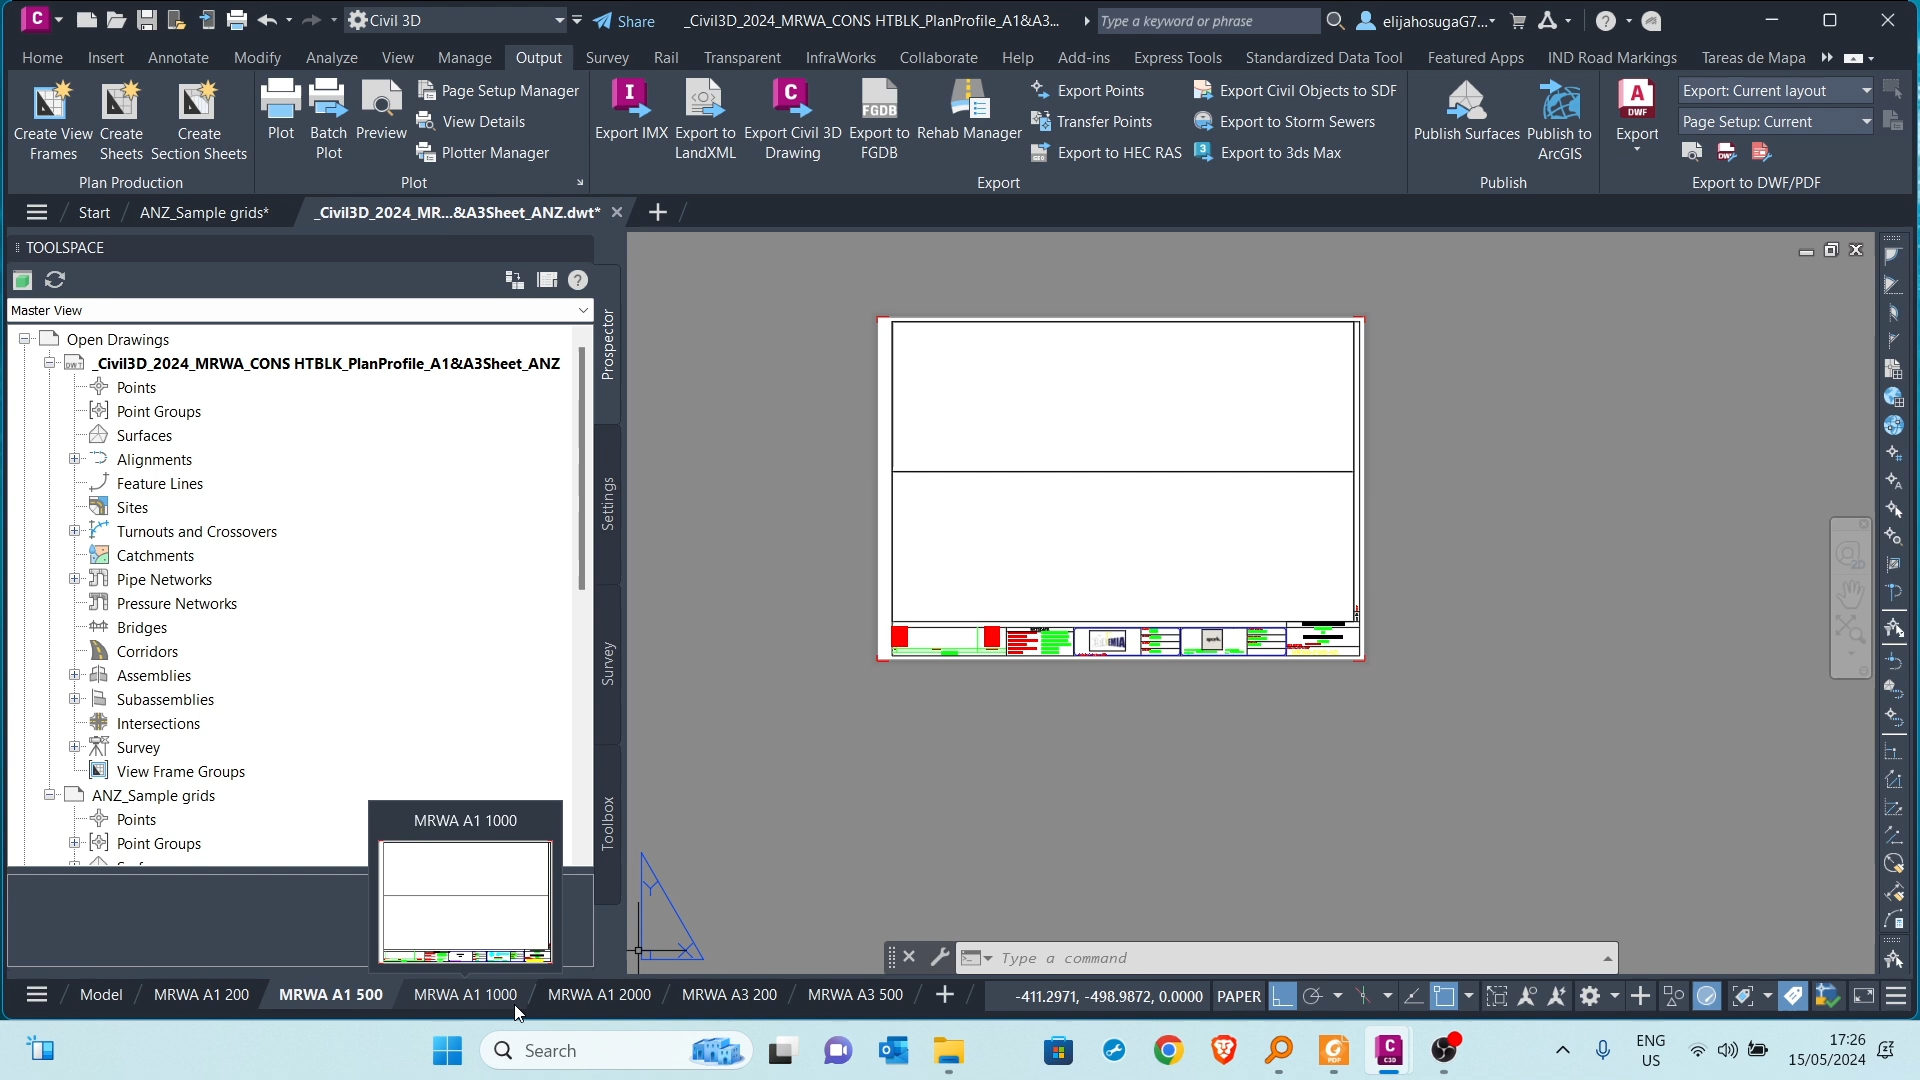 C Civil 3D Share _Civil3D_2024_MRWA_CONS HTBLK_PlanProfile_A1&A3... Type a keyword or phrase elijahosugaG7...
Home Insert Annotate Modify Analyze View Manage Output Survey Rail Transparent InfraWorks Collaborate Help Add-ins Express Tools Standardized Data Tool Featured Apps IND Road Markings Tareas de Mapa
Create View Frames
Create Sheets
Create Section Sheets
Plan Production
Plot
Batch Plot
Preview
Page Setup Manager
View Details
Plotter Manager
Plot
Export IMX
Export to LandXML
Export Civil 3D Drawing
FGDB
Export to FGDB
Rehab Manager
Export Points
Transfer Points
Export to HEC RAS
Export Civil Objects to SDF
Export to Storm Sewers
Export to 3ds Max
Export
Publish Surfaces
Publish to ArcGIS
Publish
DWF
Export
Export: Current layout
Page Setup: Current
Export to DWF/PDF
Start ANZ_Sample grids* _Civil3D_2024_MR...&A3Sheet_ANZ.dwt*
TOOLSPACE
Master View
Open Drawings
_Civil3D_2024_MRWA_CONS HTBLK_PlanProfile_A1&A3Sheet_ANZ
Points
Point Groups
Surfaces
Alignments
Feature Lines
Sites
Turnouts and Crossovers
Catchments
Pipe Networks
Pressure Networks
Bridges
Corridors
Assemblies
Subassemblies
Intersections
Survey
View Frame Groups
ANZ_Sample grids
Points
Point Groups
Prospector
Settings
Survey
Toolbox
MRWA A1 1000
Y
X
2D
Type a command
Model MRWA A1 200 MRWA A1 500 MRWA A1 1000 MRWA A1 2000 MRWA A3 200 MRWA A3 500 -411.2971, -498.9872, 0.0000 PAPER
Search
ENG
US
17:26
15/05/2024